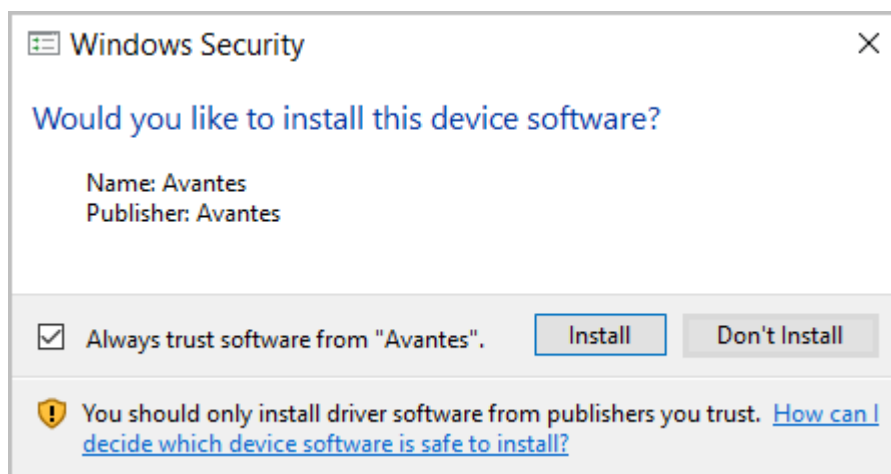 Windows Security
Would you like to install this device software?
Name: Avantes
Publisher: Avantes
Always trust software from "Avantes".
Install
Don't Install
You should only install driver software from publishers you trust. How can I
decide which device software is safe to install?